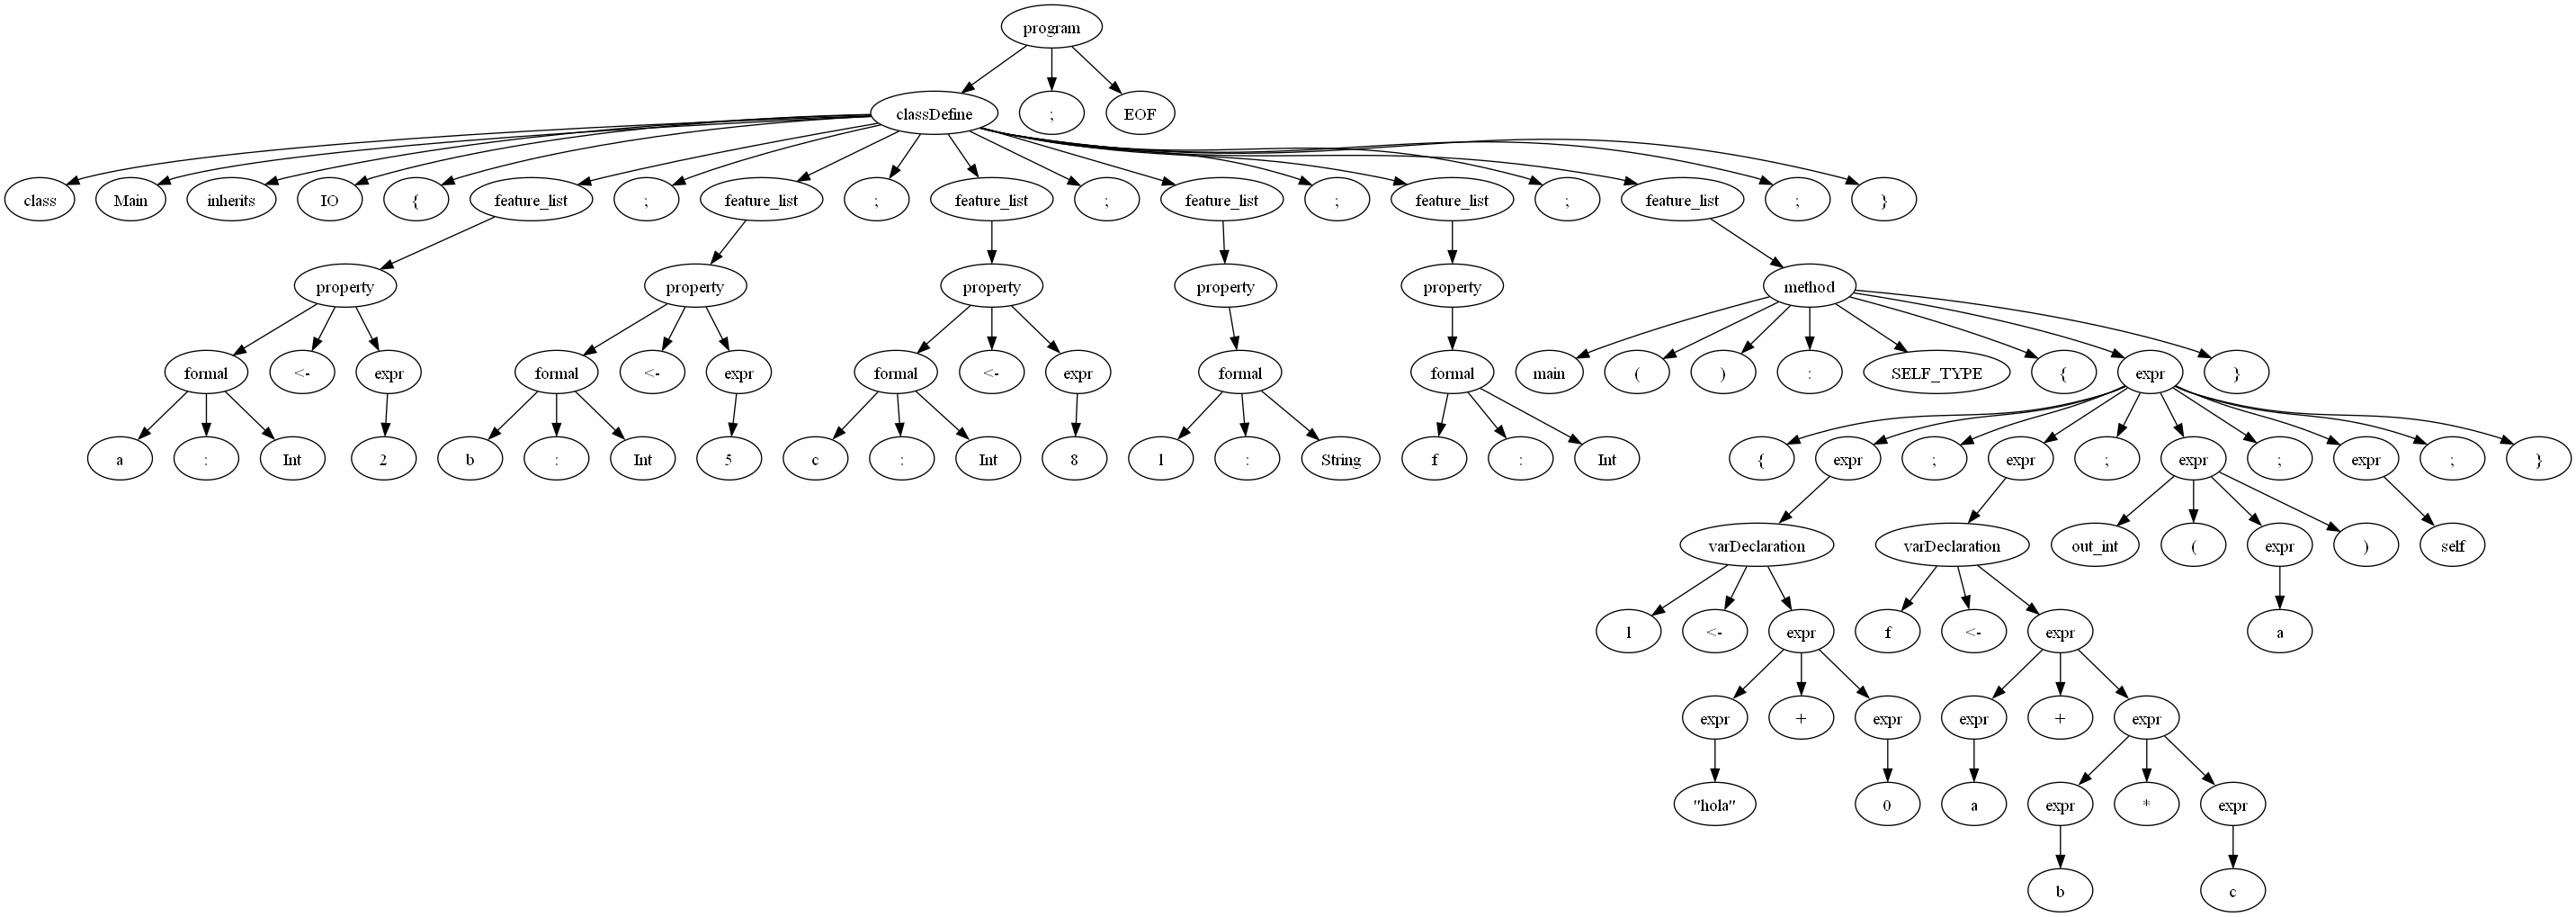 program
classDefine ; EOF
class Main inherits IO { feature_list ; feature_list ; feature_list ; feature_list ; feature_list ; feature_list ; }
property property property property property method
formal <- expr formal <- expr formal <- expr formal formal main ( ) : SELF_TYPE { expr }
a : Int 2 b : Int 5 c : Int 8 l : String f : Int { expr ; expr ; expr ; expr ; }
varDeclaration varDeclaration out_int ( expr ) self
l <- expr f <- expr a
expr + expr expr + expr
"hola" 0 a expr * expr
b c